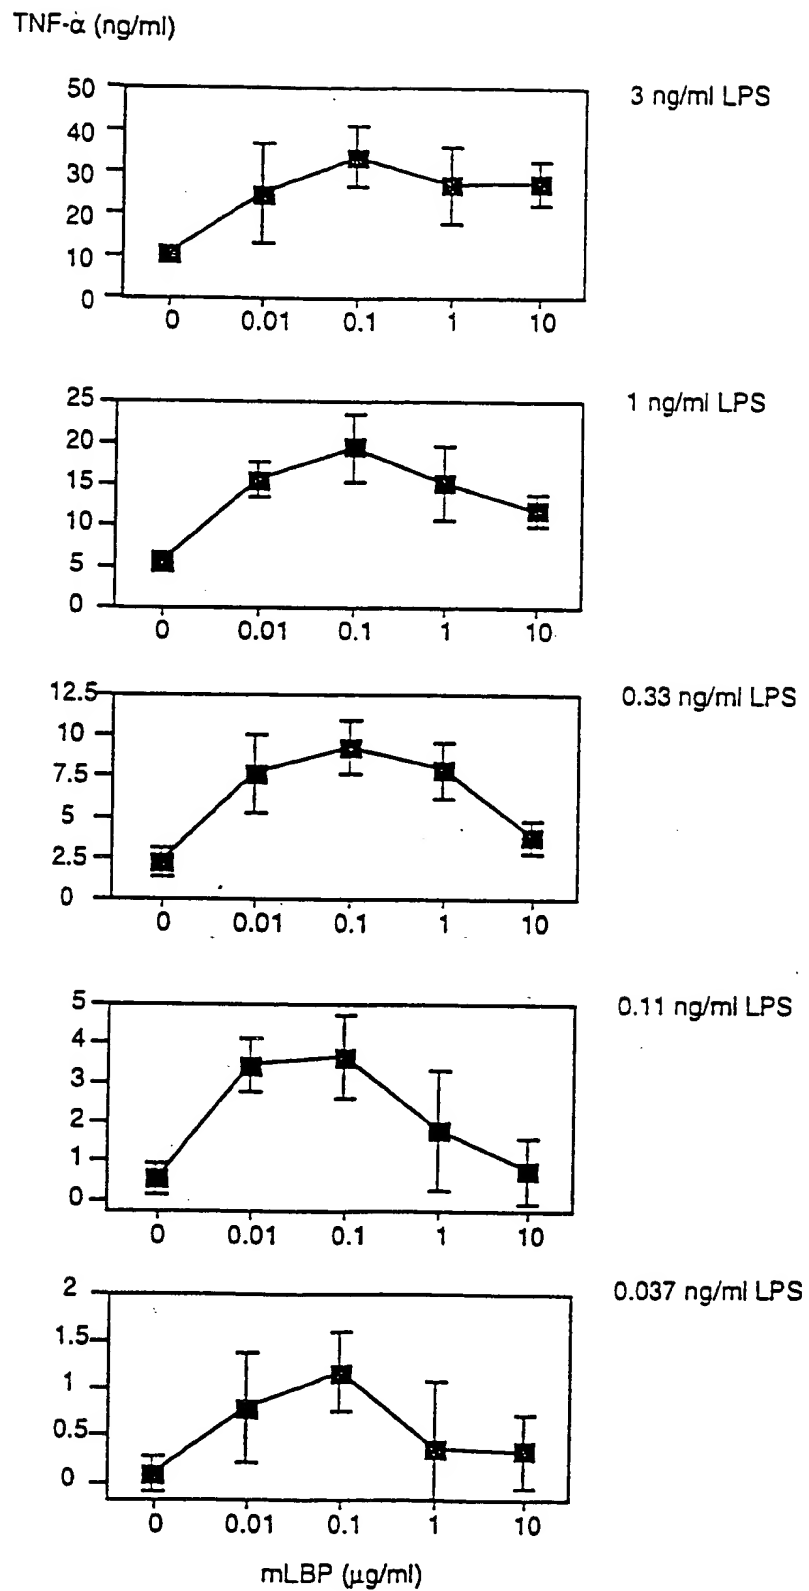 TNF-α (ng/ml)
3 ng/ml LPS
50
40
30
20
10
0
0 0.01 0.1 1 10
1 ng/ml LPS
25
20
15
10
5
0
0 0.01 0.1 1 10
0.33 ng/ml LPS
12.5
10
7.5
5
2.5
0
0 0.01 0.1 1 10
0.11 ng/ml LPS
5
4
3
2
1
0
0 0.01 0.1 1 10
0.037 ng/ml LPS
2
1.5
1
0.5
0
0 0.01 0.1 1 10
mLBP (μg/ml)